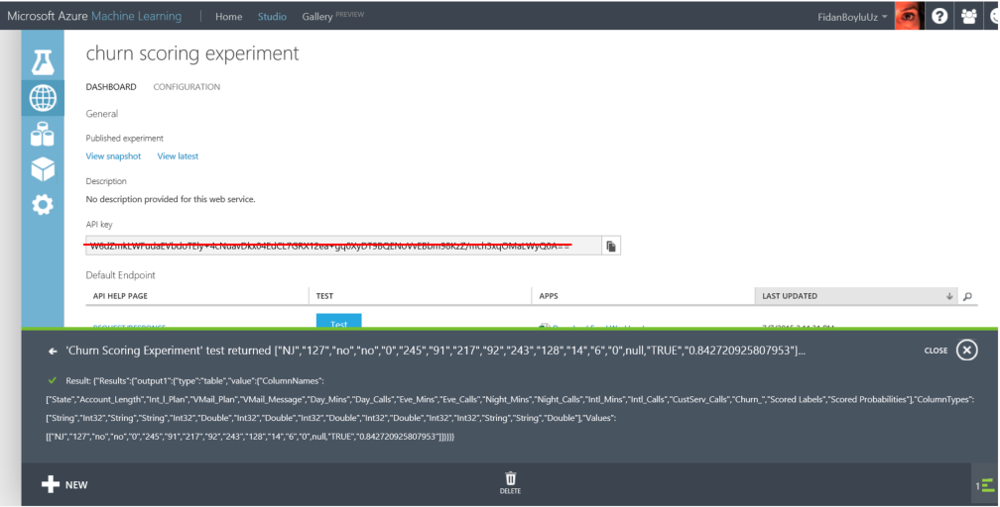 Microsoft Azure Machine Learning
Home Studio Gallery PREVIEW
FidanBoyluUz
churn scoring experiment
DASHBOARD CONFIGURATION
General
Published experiment
View snapshot View latest
Description
No description provided for this web service.
API key
Default Endpoint
API HELP PAGE TEST APPS LAST UPDATED
REQUEST/RESPONSE Test Download Excel Workbook
'Churn Scoring Experiment' test returned ["NJ","127","no","no","0","245","91","217","92","243","128","14","6","0",null,"TRUE","0.842720925807953"]...
CLOSE
Result: {"Results":{"output1":{"type":"table","value":{"ColumnNames":
["State","Account_Length","Int_l_Plan","VMail_Plan","VMail_Message","Day_Mins","Day_Calls","Eve_Mins","Eve_Calls","Night_Mins","Night_Calls","Intl_Mins","Intl_Calls","CustServ_Calls","Churn_","Scored Labels","Scored Probabilities"],"ColumnTypes":
["String","Int32","String","String","Int32","Double","Int32","Double","Int32","Double","Int32","Double","Int32","Int32","String","String","Double"],"Values":
[["NJ","127","no","no","0","245","91","217","92","243","128","14","6","0",null,"TRUE","0.842720925807953"]]}}}}
NEW
DELETE
1